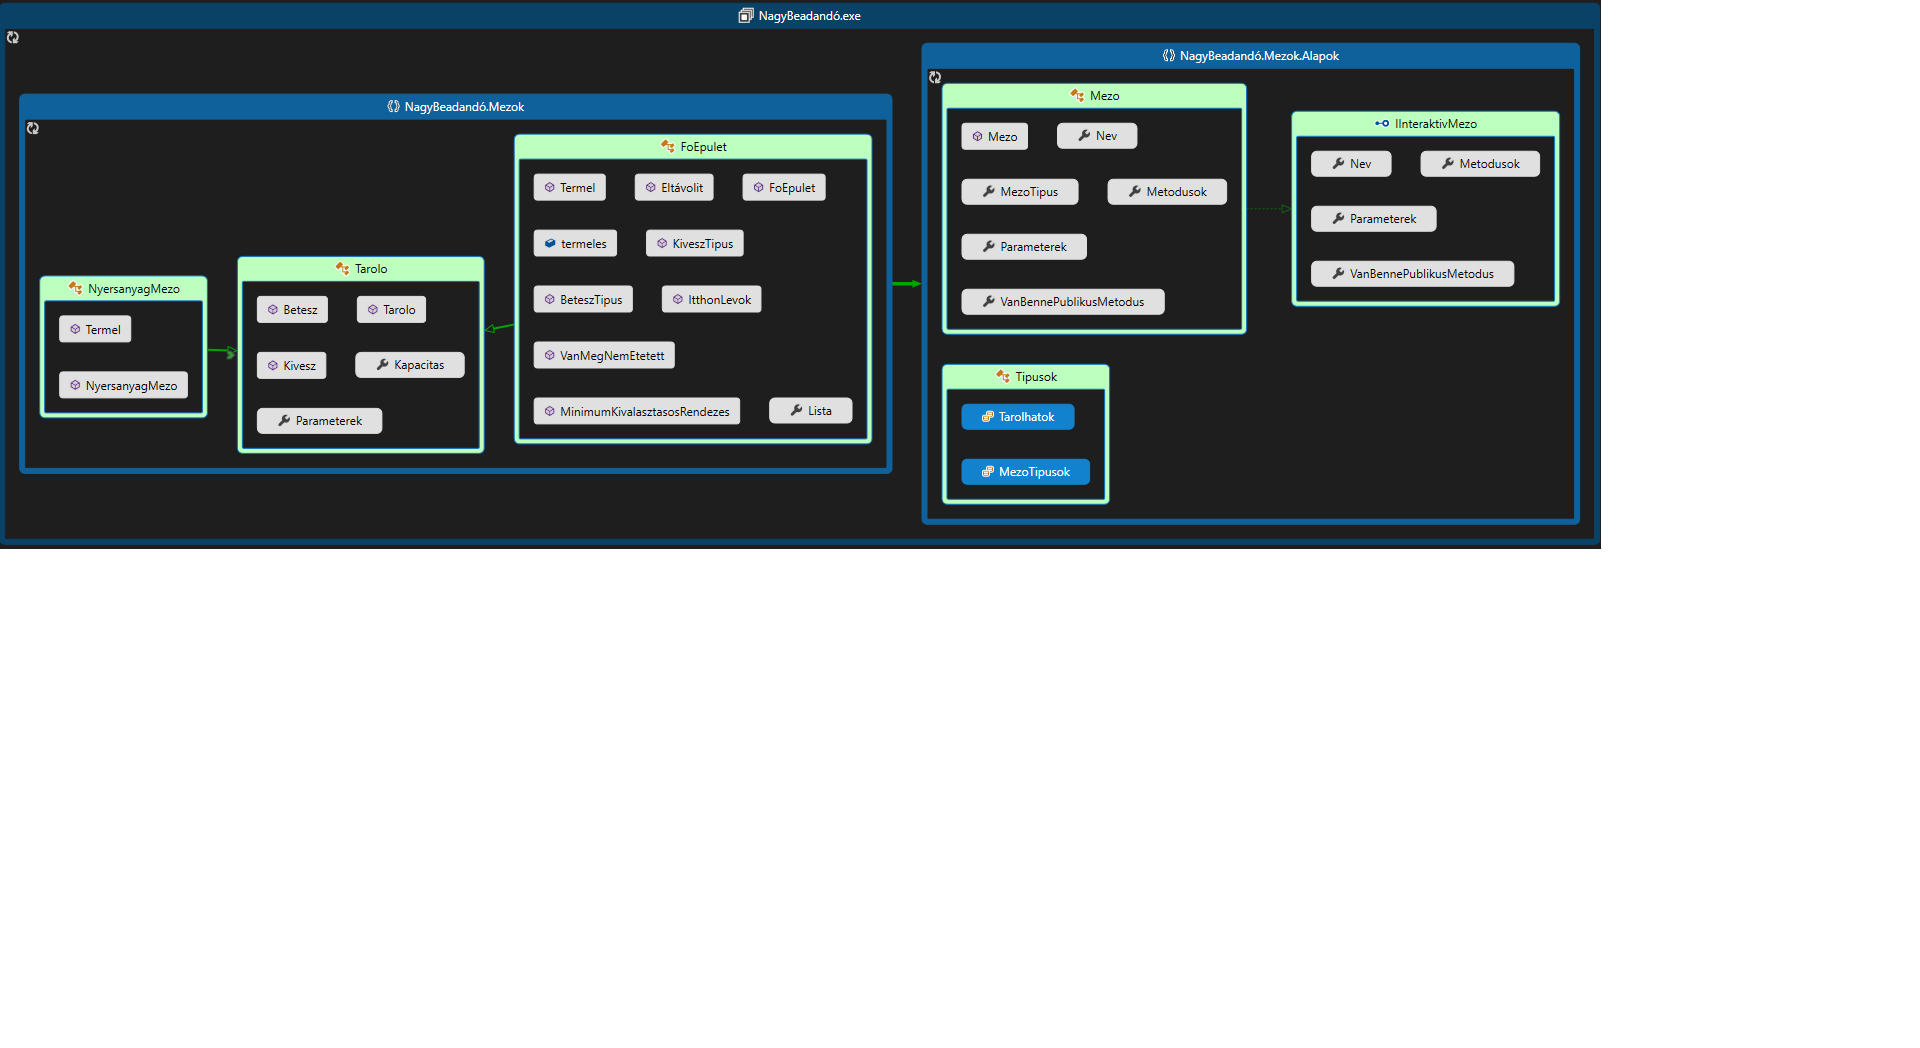 NagyBeadandó.exe
NagyBeadandó.Mezok
NyersanyagMezo
Termel
NyersanyagMezo
Tarolo
Betesz
Tarolo
Kivesz
Kapacitas
Parameterek
FoEpulet
Termel
Eltávolit
FoEpulet
termeles
KiveszTipus
BeteszTipus
ItthonLevok
VanMegNemEtetett
MinimumKivalasztasosRendezes
Lista
NagyBeadandó.Mezok.Alapok
Mezo
Mezo
Nev
MezoTipus
Metodusok
Parameterek
VanBennePublikusMetodus
IInteraktivMezo
Nev
Metodusok
Parameterek
VanBennePublikusMetodus
Tipusok
Tarolhatok
MezoTipusok